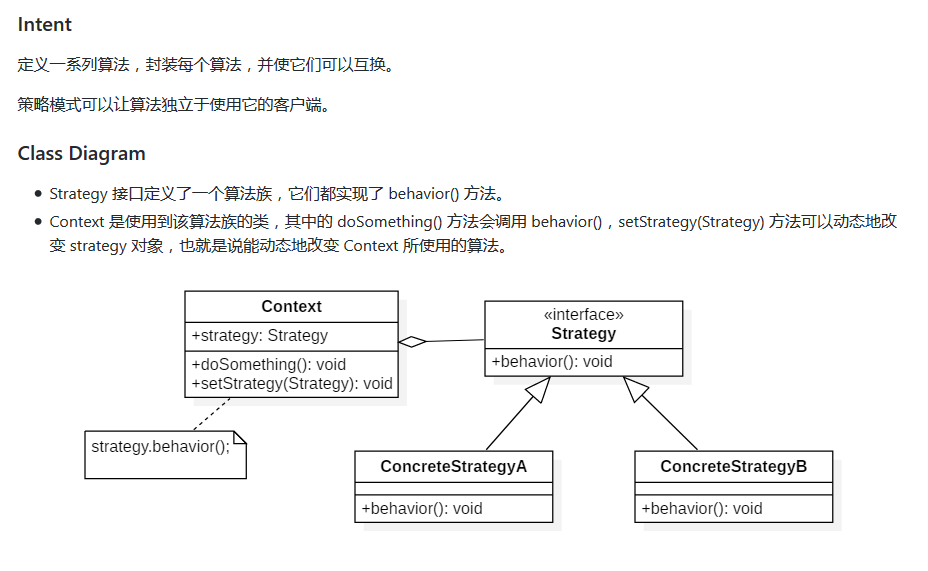 Intent
定义一系列算法，封装每个算法，并使它们可以互换。
策略模式可以让算法独立于使用它的客户端。
Class Diagram
Strategy 接口定义了一个算法族，它们都实现了 behavior() 方法。
Context 是使用到该算法族的类，其中的 doSomething() 方法会调用 behavior()，setStrategy(Strategy) 方法可以动态地改
变 strategy 对象，也就是说能动态地改变 Context 所使用的算法。
Context
+strategy: Strategy
+doSomething(): void
+setStrategy(Strategy): void
«interface»
Strategy
+behavior(): void
strategy.behavior();
ConcreteStrategyA
+behavior(): void
ConcreteStrategyB
+behavior(): void